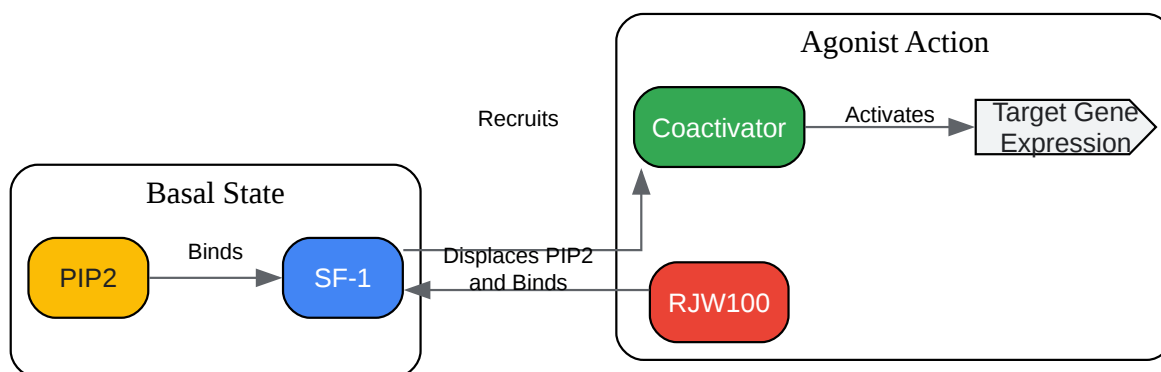 Agonist Action
Recruits
Coactivator
Activates
Target Gene
Expression
Basal State
PIP2
Binds
SF-1
Displaces PIP2
and Binds
RJW100